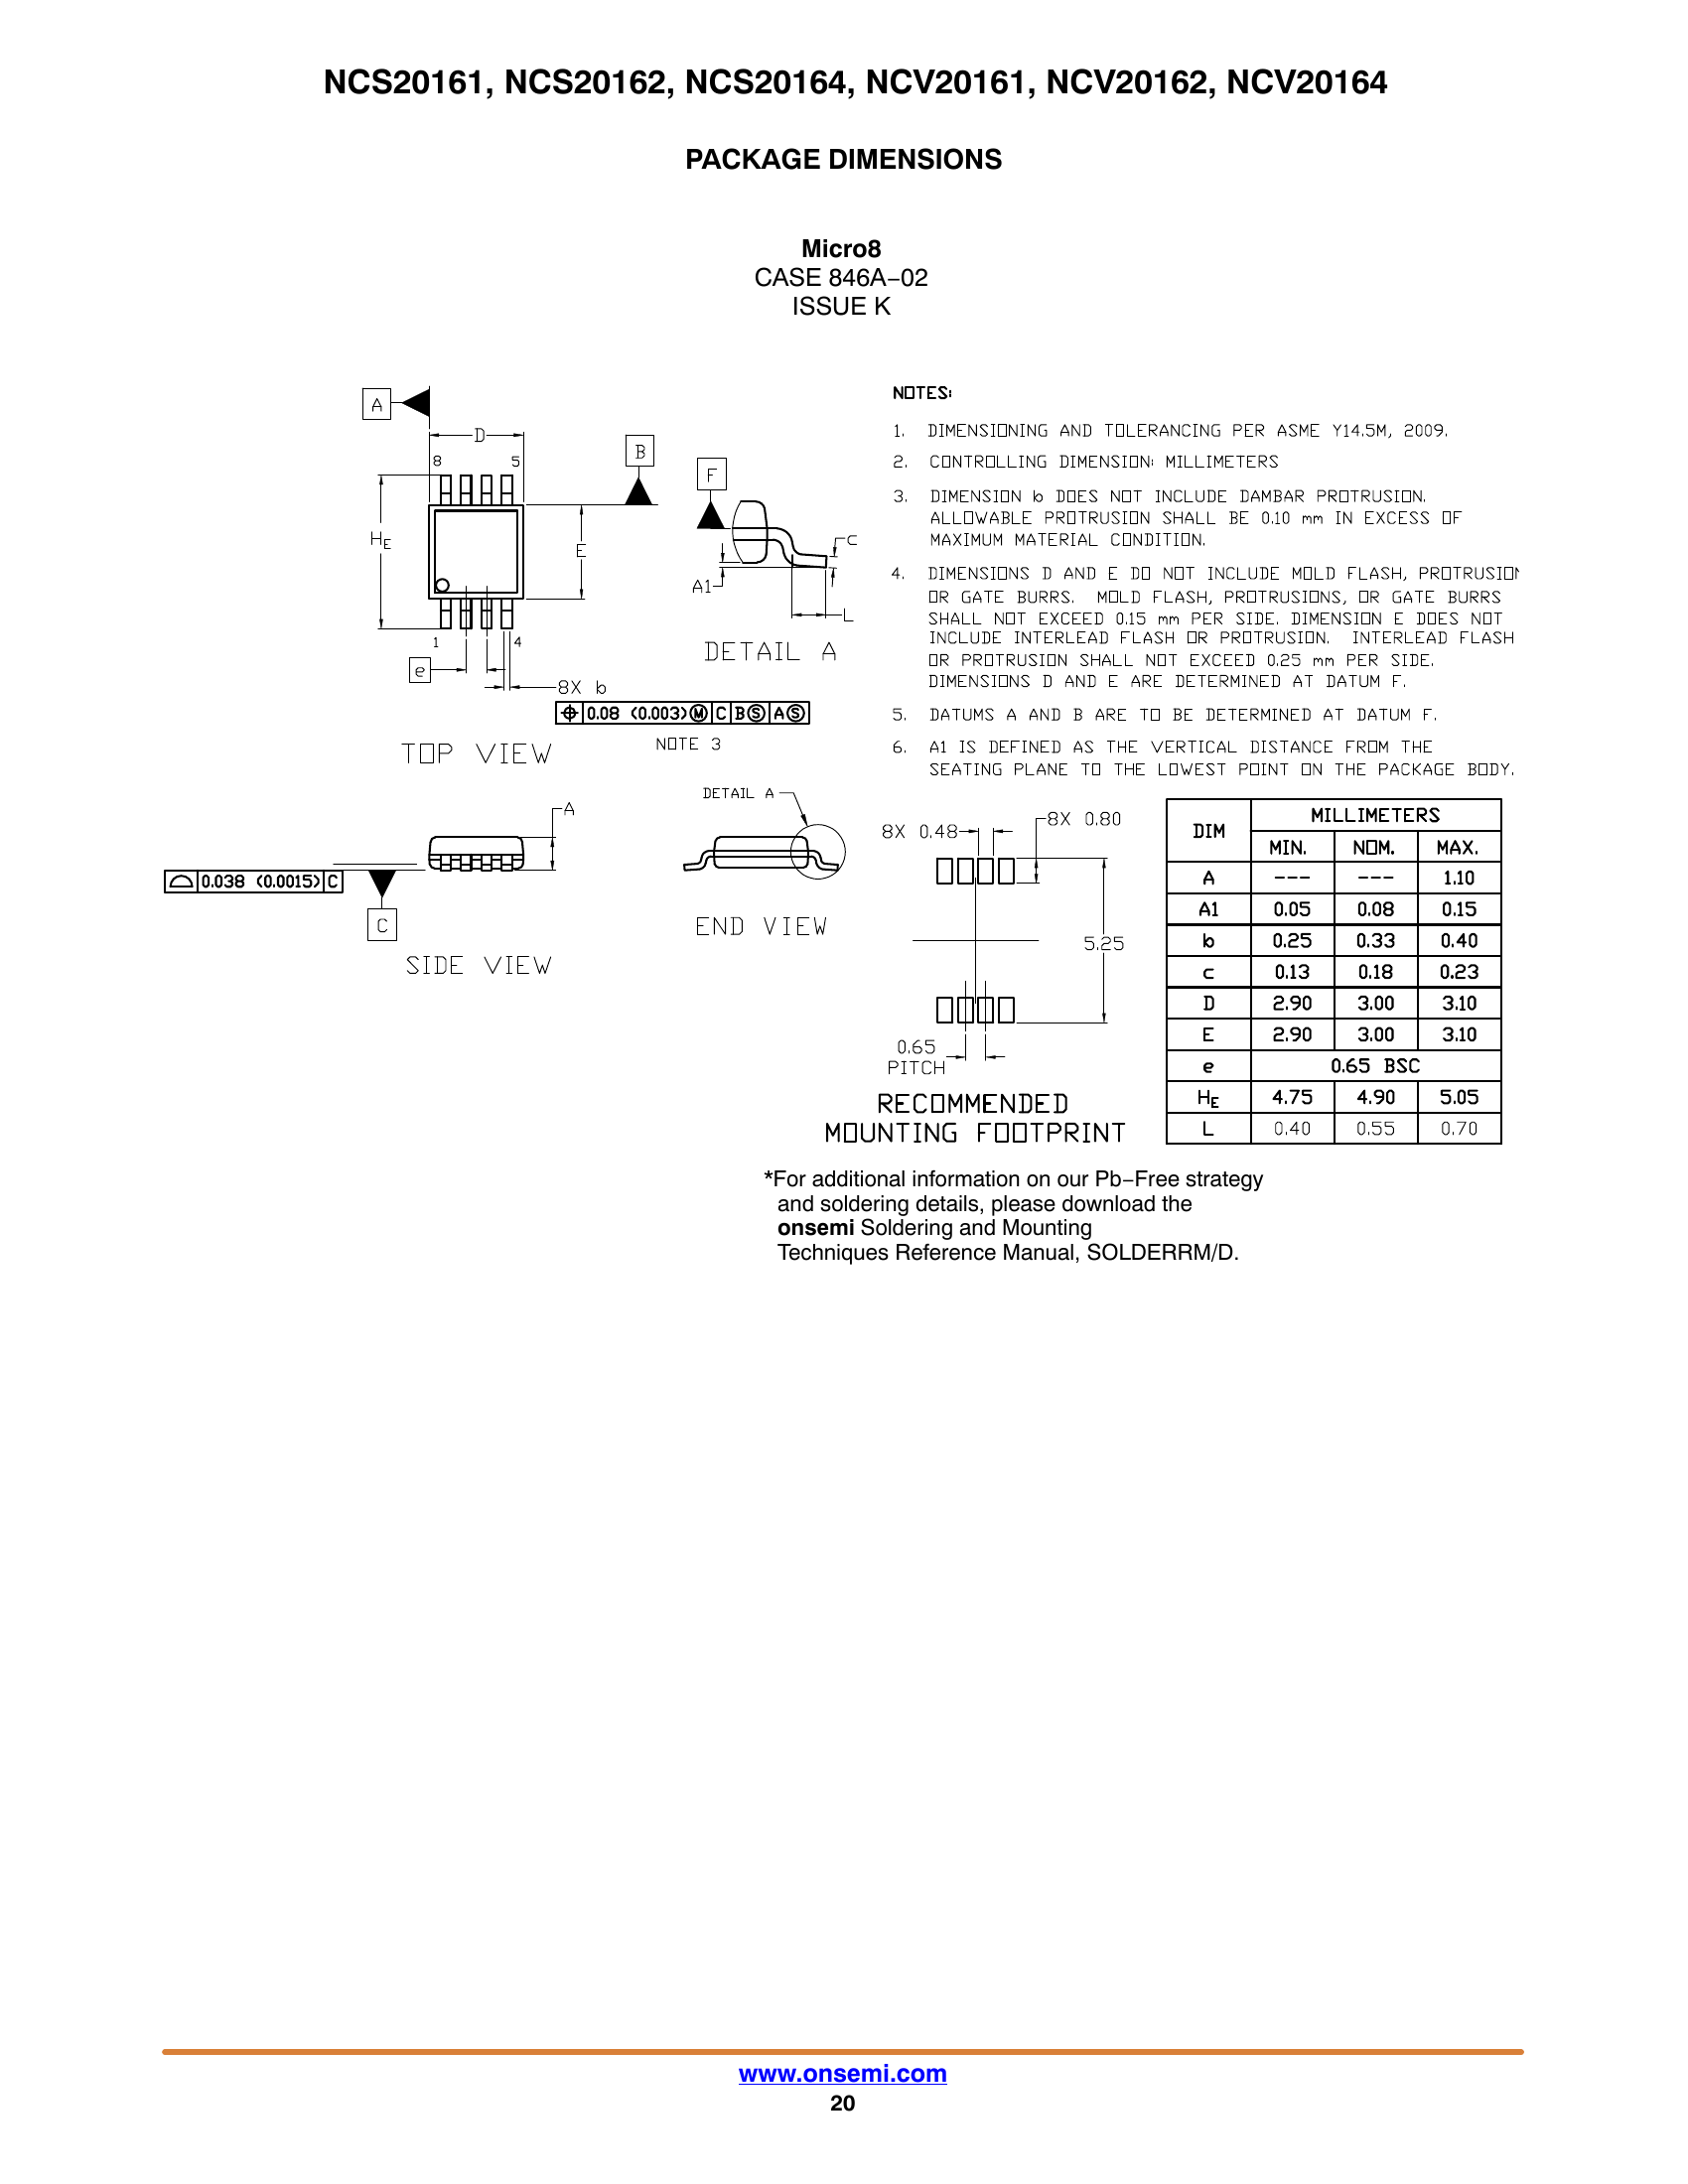 NCS20161, NCS20162, NCS20164, NCV20161, NCV20162, NCV20164
PACKAGE DIMENSIONS
Micro8
CASE 846A−02
ISSUE K
A
D
8 5
B
HE
E
1 4
e
8X b
0.08 (0.003) M C B S A S
NOTE 3
TOP VIEW
F
c
A1
L
DETAIL A
NOTES:
1. DIMENSIONING AND TOLERANCING PER ASME Y14.5M, 2009.
2. CONTROLLING DIMENSION: MILLIMETERS
3. DIMENSION b DOES NOT INCLUDE DAMBAR PROTRUSION.
ALLOWABLE PROTRUSION SHALL BE 0.10 mm IN EXCESS OF
MAXIMUM MATERIAL CONDITION.
4. DIMENSIONS D AND E DO NOT INCLUDE MOLD FLASH, PROTRUSION
OR GATE BURRS. MOLD FLASH, PROTRUSIONS, OR GATE BURRS
SHALL NOT EXCEED 0.15 mm PER SIDE. DIMENSION E DOES NOT
INCLUDE INTERLEAD FLASH OR PROTRUSION. INTERLEAD FLASH
OR PROTRUSION SHALL NOT EXCEED 0.25 mm PER SIDE.
DIMENSIONS D AND E ARE DETERMINED AT DATUM F.
5. DATUMS A AND B ARE TO BE DETERMINED AT DATUM F.
6. A1 IS DEFINED AS THE VERTICAL DISTANCE FROM THE
SEATING PLANE TO THE LOWEST POINT ON THE PACKAGE BODY.
A
0.038 (0.0015) C
C
SIDE VIEW
DETAIL A
END VIEW
8X 0.48
8X 0.80
5.25
0.65
PITCH
RECOMMENDED
MOUNTING FOOTPRINT
DIM MILLIMETERS
MIN. NOM. MAX.
A --- --- 1.10
A1 0.05 0.08 0.15
b 0.25 0.33 0.40
c 0.13 0.18 0.23
D 2.90 3.00 3.10
E 2.90 3.00 3.10
e 0.65 BSC
HE 4.75 4.90 5.05
L 0.40 0.55 0.70
*For additional information on our Pb−Free strategy
and soldering details, please download the
onsemi Soldering and Mounting
Techniques Reference Manual, SOLDERRM/D.
www.onsemi.com
20